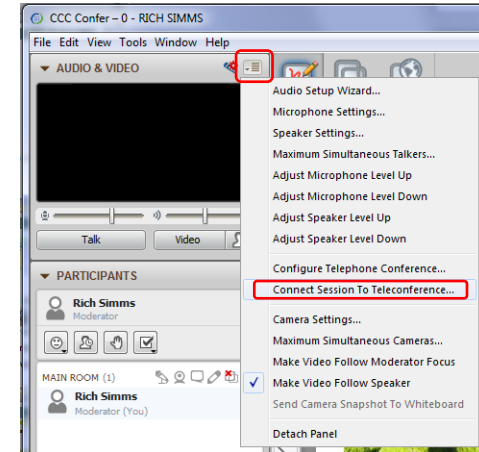 CCC Confer – 0 - RICH SIMMS
File Edit View Tools Window Help
AUDIO & VIDEO
Talk
Video
PARTICIPANTS
Rich Simms
Moderator
MAIN ROOM (1)
Rich Simms
Moderator (You)
Audio Setup Wizard...
Microphone Settings...
Speaker Settings...
Maximum Simultaneous Talkers...
Adjust Microphone Level Up
Adjust Microphone Level Down
Adjust Speaker Level Up
Adjust Speaker Level Down
Configure Telephone Conference...
Connect Session To Teleconference...
Camera Settings...
Maximum Simultaneous Cameras...
Make Video Follow Moderator Focus
Make Video Follow Speaker
Send Camera Snapshot To Whiteboard
Detach Panel